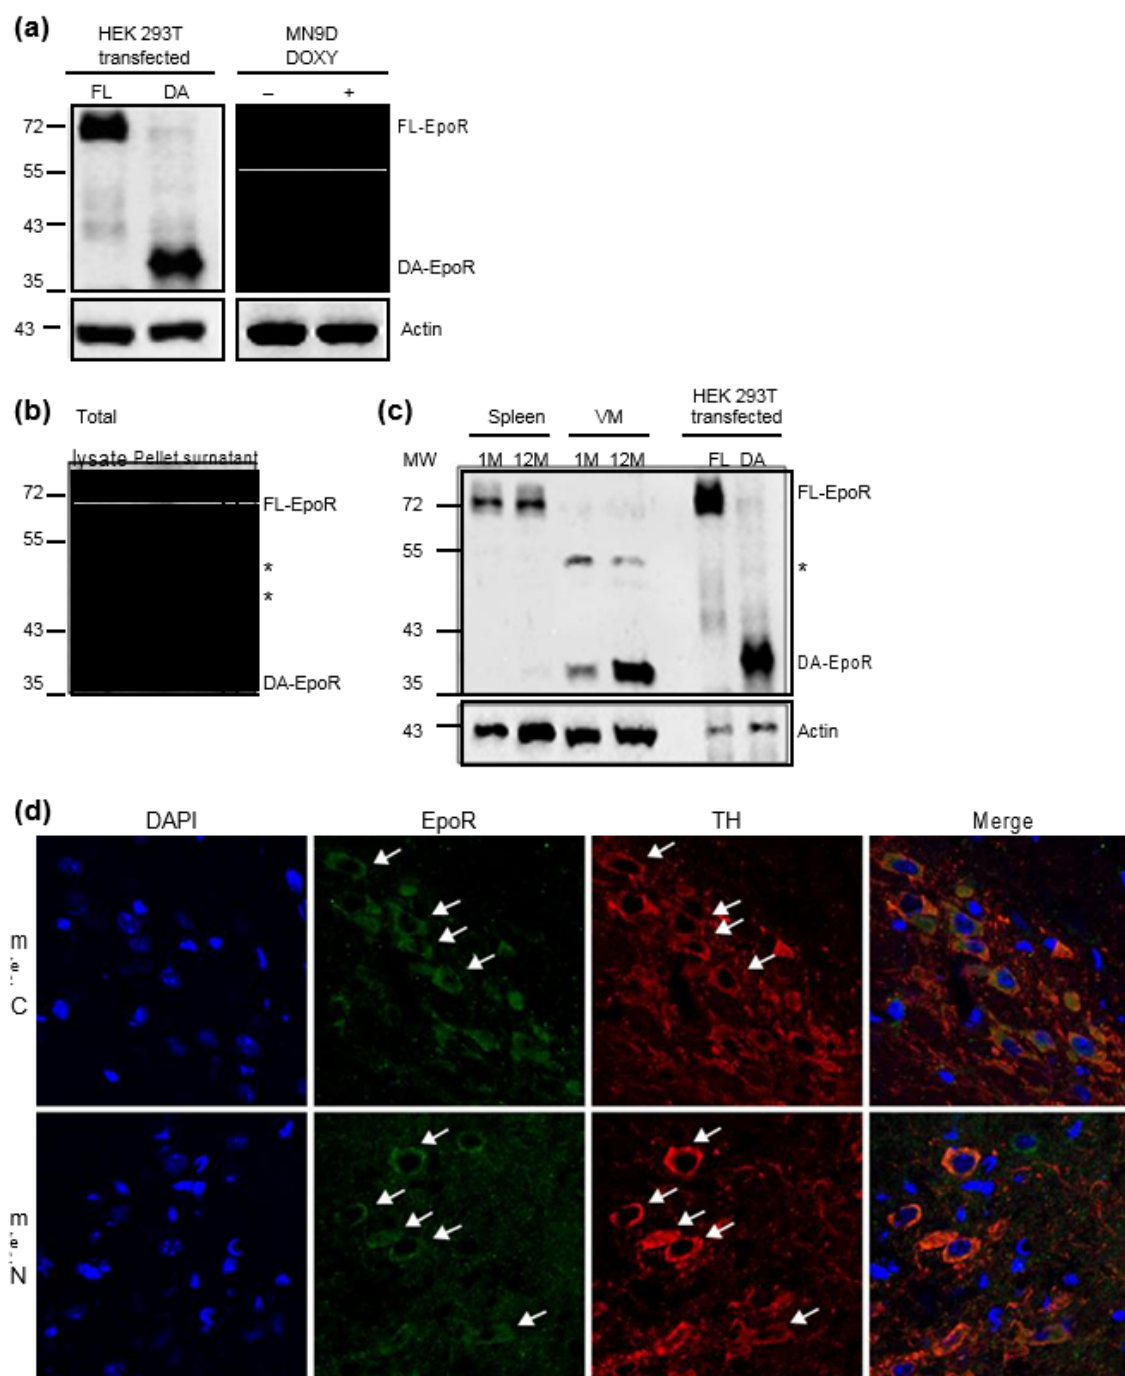 (a)
HEK 293T
transfected
MN9D
DOXY
FL DA – +
72
55
43
35
FL-EpoR
DA-EpoR
43
Actin
(b)
Total
lysate Pellet surnatant
72
55
43
35
FL-EpoR
*
*
DA-EpoR
(c)
Spleen VM
HEK 293T
transfected
MW 1M 12M 1M 12M FL DA
72
55
43
35
FL-EpoR
*
DA-EpoR
43
Actin
(d)
DAPI EpoR TH Merge
m
e
C
m
e
N